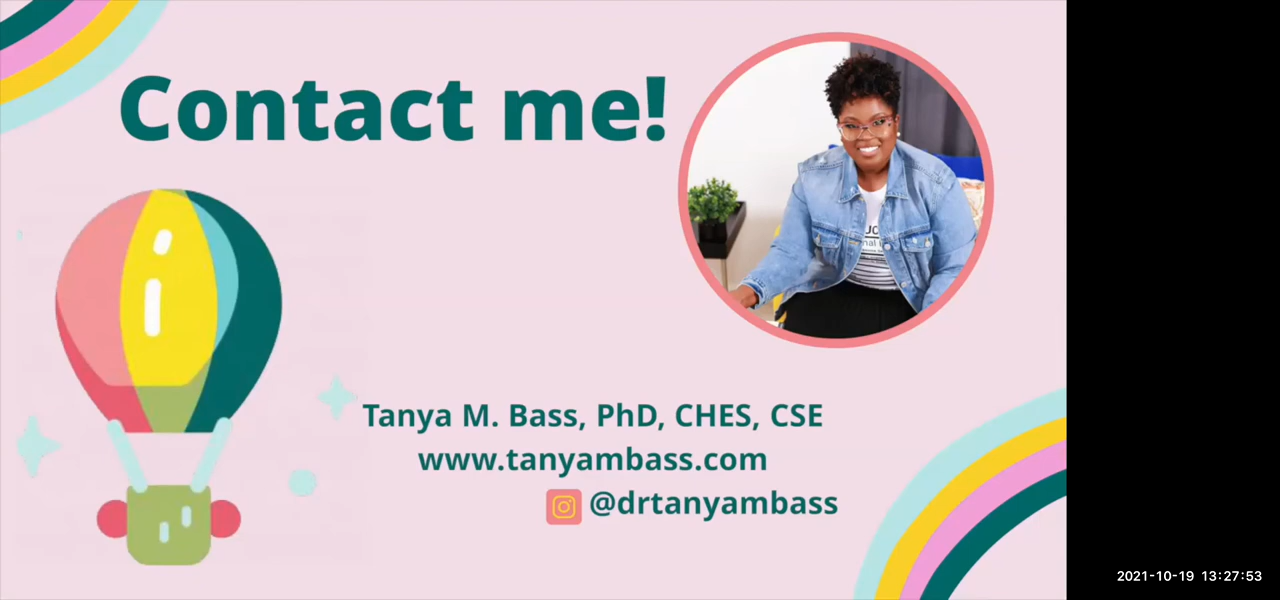 Contact me!
Tanya M. Bass, PhD, CHES, CSE
www.tanyambass.com
@drtanyambass
2021-10-19 13:27:53